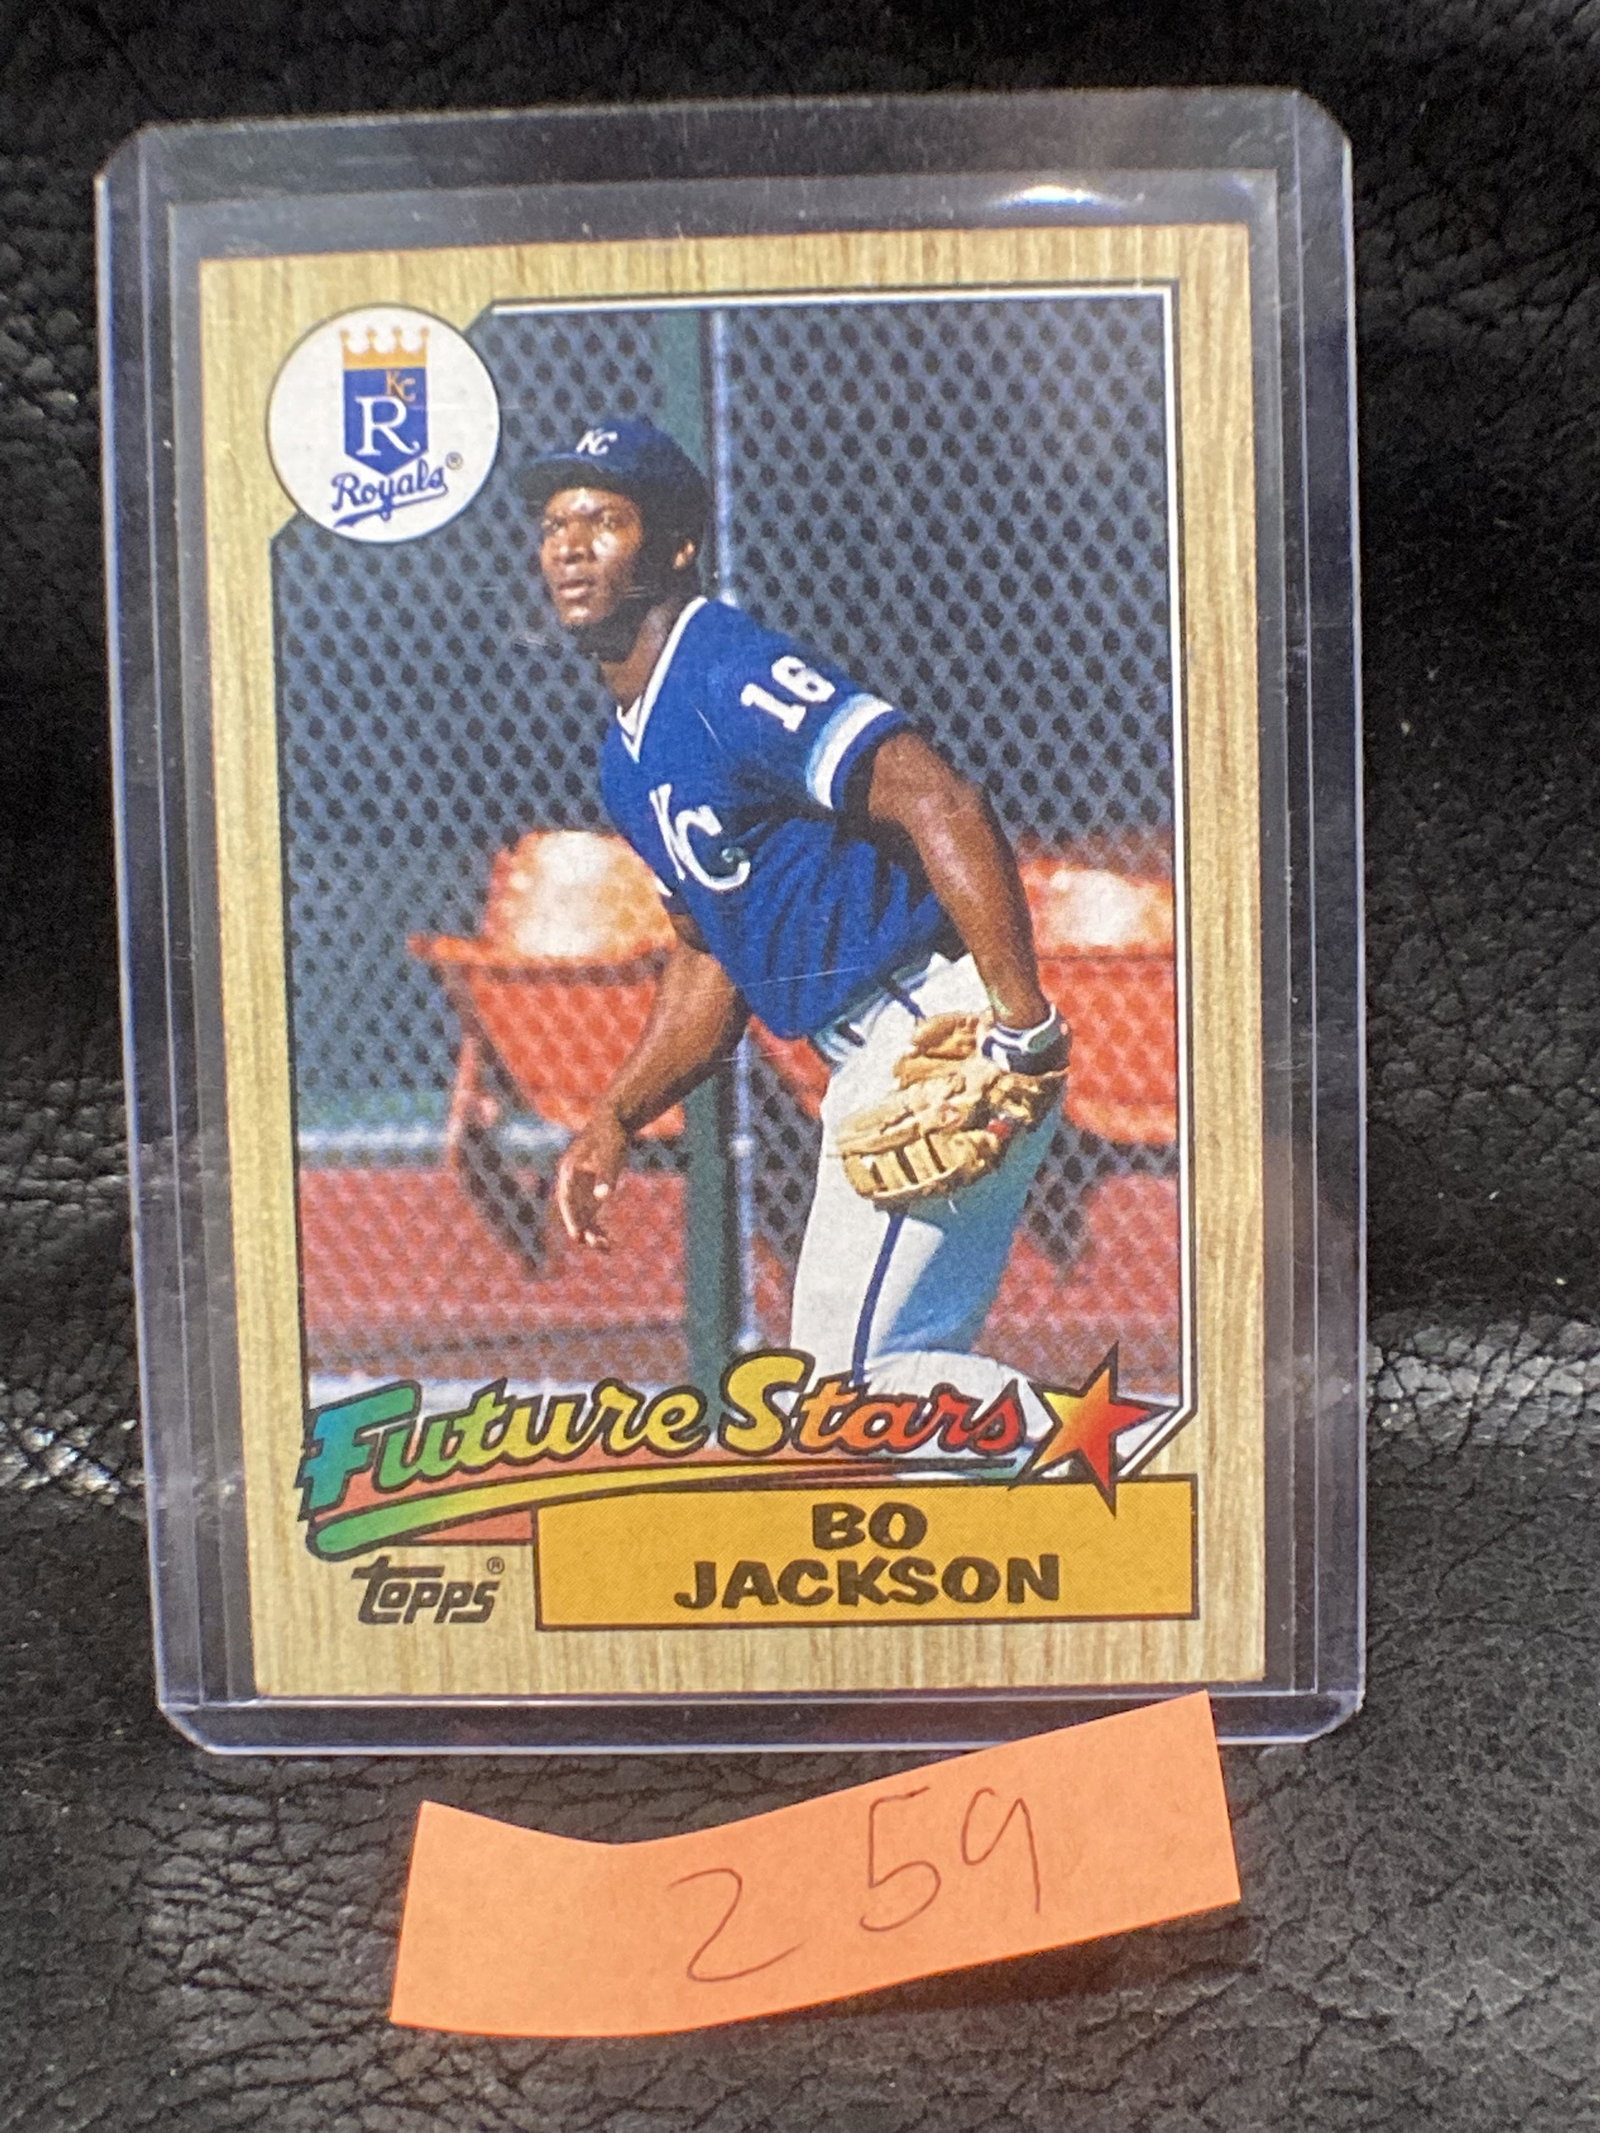 KC
R
Royals®
KC
16
KC
Future Stars
BO
JACKSON
topps®
259